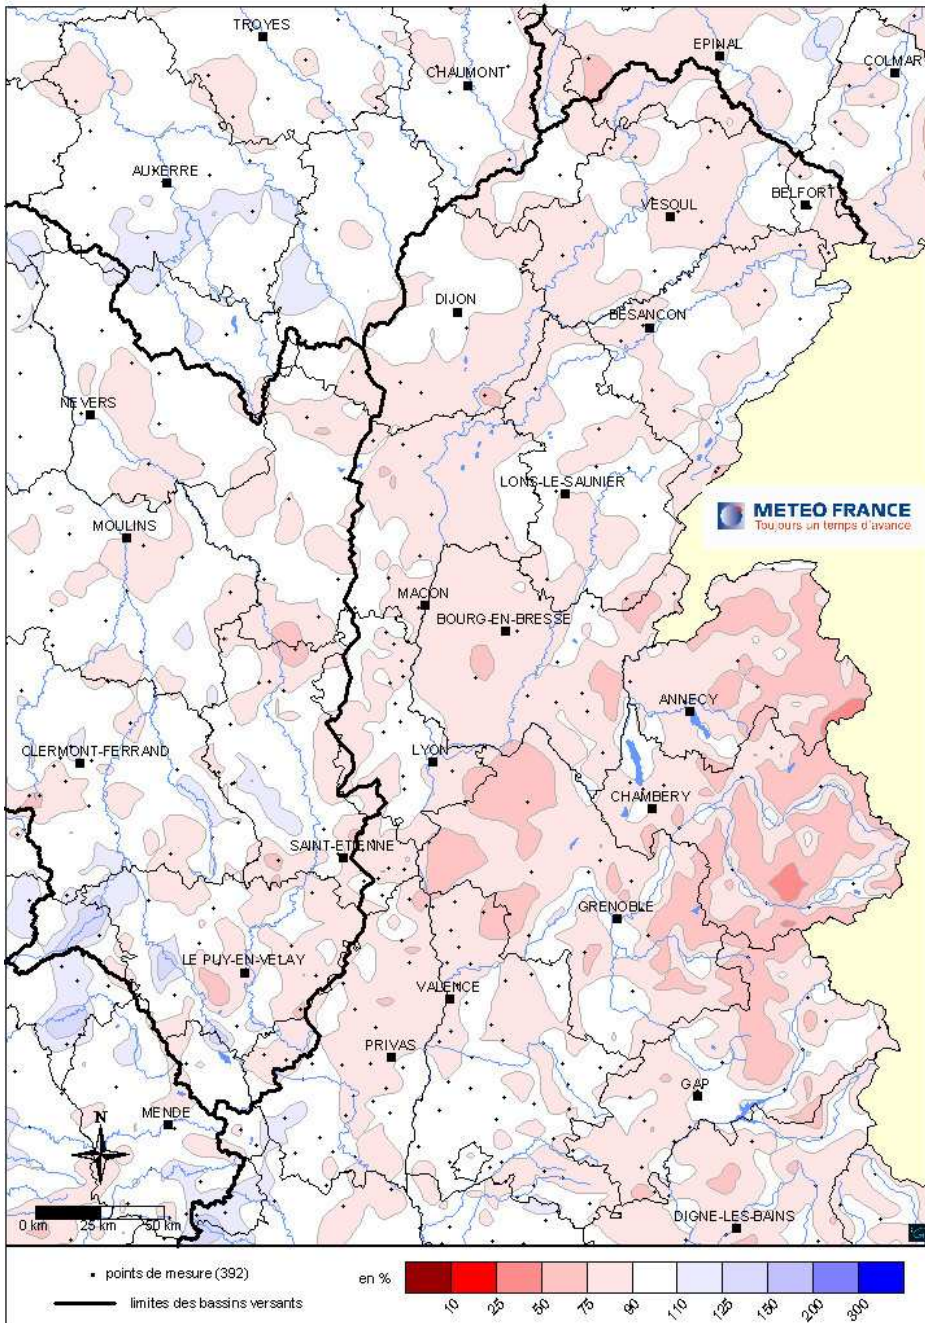 TROYES
EPINAL
COLMAR
CHAUMONT
AUXERRE
BELFORT
VESOUL
DIJON
BESANCON
NEVERS
LONS-LE-SAUNIER
METEO FRANCE
Toujours un temps d'avance
MOULINS
MACON
BOURG-EN-BRESSE
ANNECY
CLERMONT-FERRAND
LYON
CHAMBERY
SAINT-ETIENNE
GRENOBLE
LE PUY-EN-VELAY
VALENCE
PRIVAS
GAP
MENDE
N
0 km 25 km 50 km
DIGNE-LES-BAINS
points de mesure (392)
en %
limites des bassins versants
10 25 50 75 90 110 125 150 200 300